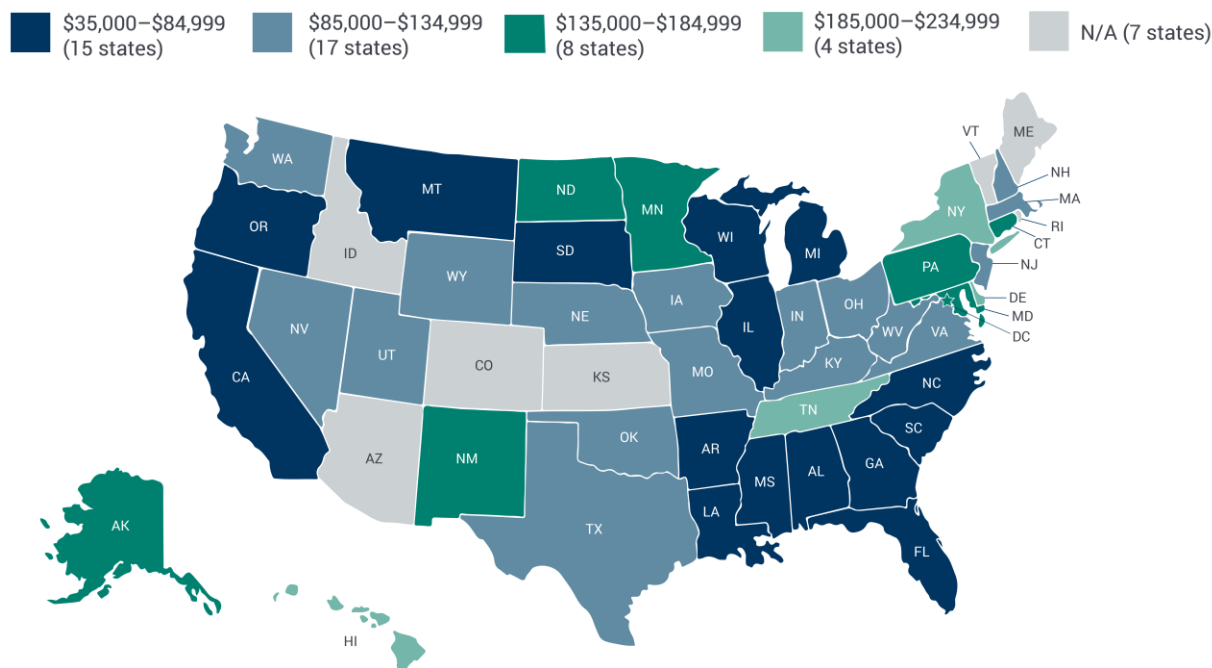 $35,000–$84,999
(15 states)
$85,000–$134,999
(17 states)
$135,000–$184,999
(8 states)
$185,000–$234,999
(4 states)
N/A (7 states)
VT
ME
WA
MT
ND
MN
NH
MA
NY
OR
WI
RI
CT
ID
SD
MI
PA
NJ
WY
IA
OH
DE
NE
IN
MD
NV
IL
WV
VA
DC
UT
CO
KS
MO
KY
CA
NC
TN
OK
AR
SC
AZ
NM
GA
MS
AL
LA
AK
TX
FL
HI